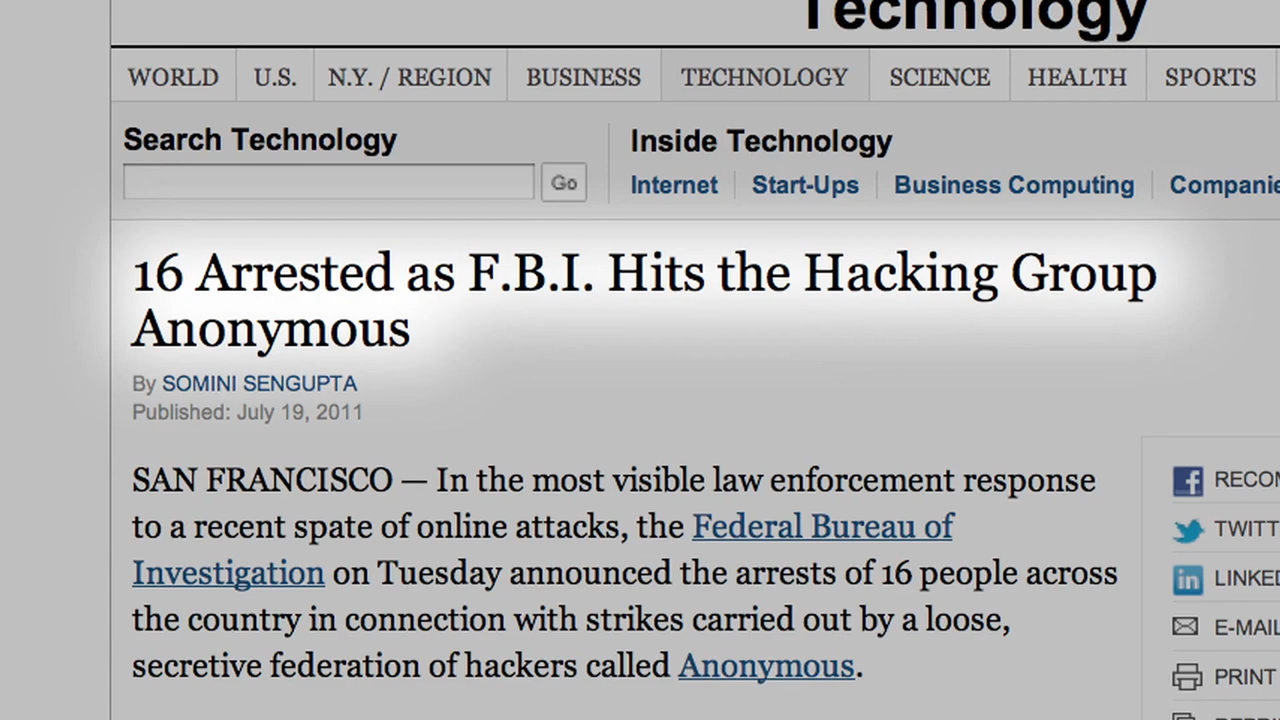 Technology
WORLD U.S. N.Y. / REGION BUSINESS TECHNOLOGY SCIENCE HEALTH SPORTS
Search Technology
Inside Technology
Go
Internet Start-Ups Business Computing Companie
16 Arrested as F.B.I. Hits the Hacking Group
Anonymous
By SOMINI SENGUPTA
Published: July 19, 2011
SAN FRANCISCO — In the most visible law enforcement response
to a recent spate of online attacks, the Federal Bureau of
Investigation on Tuesday announced the arrests of 16 people across
the country in connection with strikes carried out by a loose,
secretive federation of hackers called Anonymous.
RECOM
TWITT
LINKED
E-MAIL
PRINT